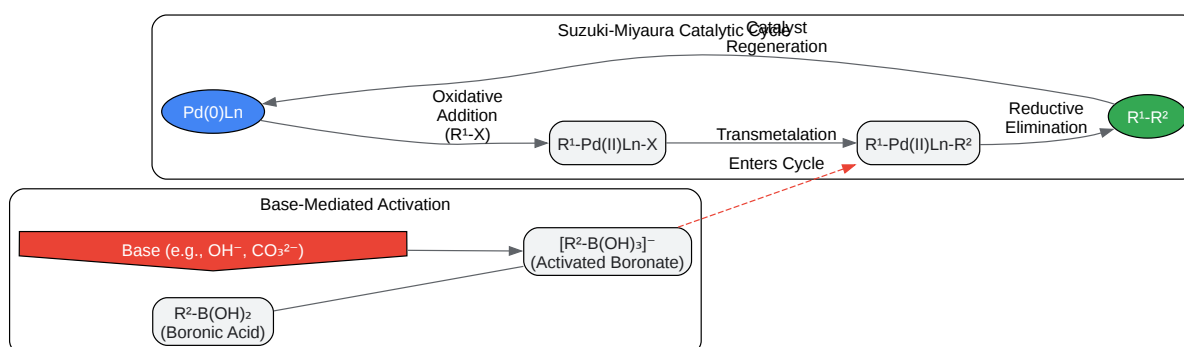 Suzuki-Miyaura Catalytic Cycle
Catalyst
Regeneration
Pd(0)Ln
Oxidative
Addition
(R¹-X)
R¹-Pd(II)Ln-X
Transmetalation
R¹-Pd(II)Ln-R²
Reductive
Elimination
R¹-R²
Enters Cycle
Base-Mediated Activation
Base (e.g., OH⁻, CO₃²⁻)
[R²-B(OH)₃]⁻
(Activated Boronate)
R²-B(OH)₂
(Boronic Acid)